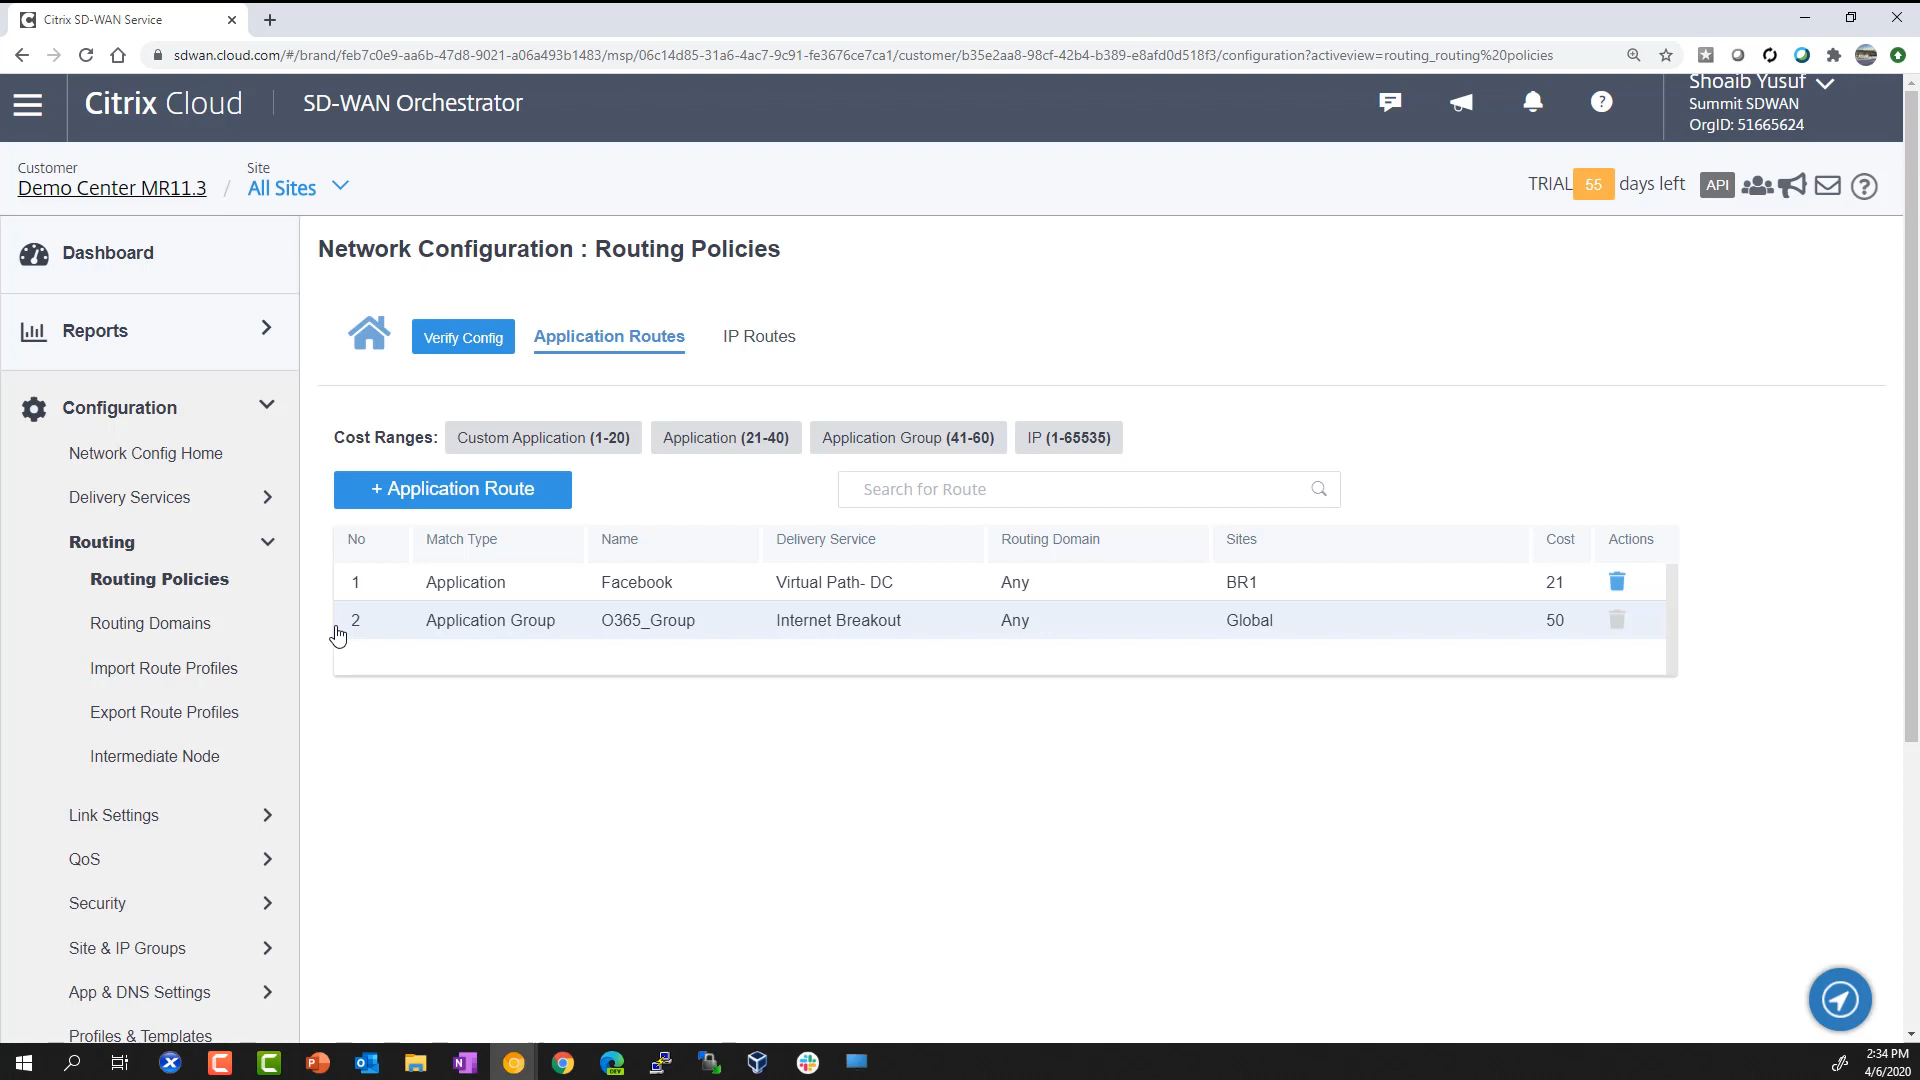 Citrix SD-WAN Service
sdwan.cloud.com/#/brand/feb7c0e9-aa6b-47d8-9021-a06a493b1483/msp/06c14d85-31a6-4ac7-9c91-fe3676ce7ca1/customer/b35e2aa8-98cf-42b4-b389-e8afd0d518f3/configuration?activeview=routing_routing%20policies
Citrix Cloud
SD-WAN Orchestrator
Shoaib Yusuf
Summit SDWAN
OrgID: 51665624
Customer
Demo Center MR11.3
/
Site
All Sites
TRIAL 55 days left
API
Dashboard
Reports
Configuration
Network Config Home
Delivery Services
Routing
Routing Policies
Routing Domains
Import Route Profiles
Export Route Profiles
Intermediate Node
Link Settings
QoS
Security
Site & IP Groups
App & DNS Settings
Profiles & Templates
Network Configuration : Routing Policies
Verify Config
Application Routes
IP Routes
Cost Ranges: Custom Application (1-20) Application (21-40) Application Group (41-60) IP (1-65535)
+ Application Route
Search for Route
No Match Type Name Delivery Service Routing Domain Sites Cost Actions
1 Application Facebook Virtual Path- DC Any BR1 21
2 Application Group O365_Group Internet Breakout Any Global 50
2:34 PM
4/6/2020